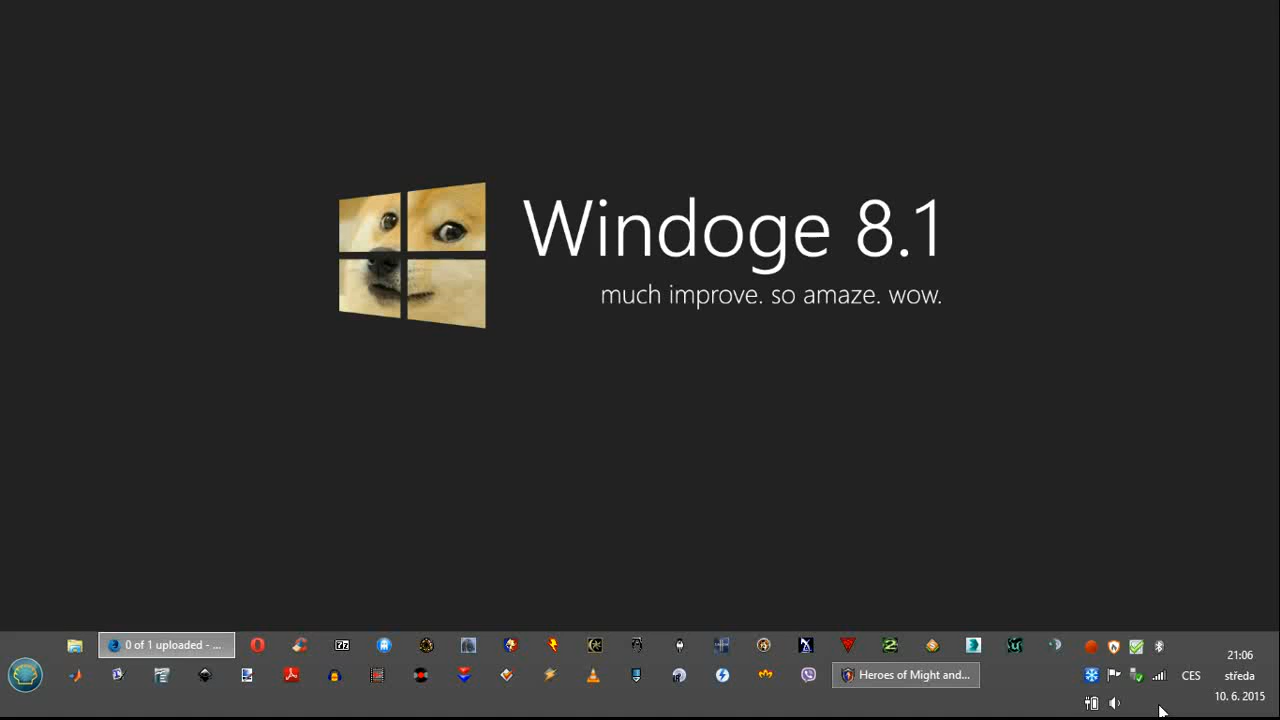 Windoge 8.1
much improve. so amaze. wow.
0 of 1 uploaded - ...
21:06
Heroes of Might and...
CES
středa
10. 6. 2015